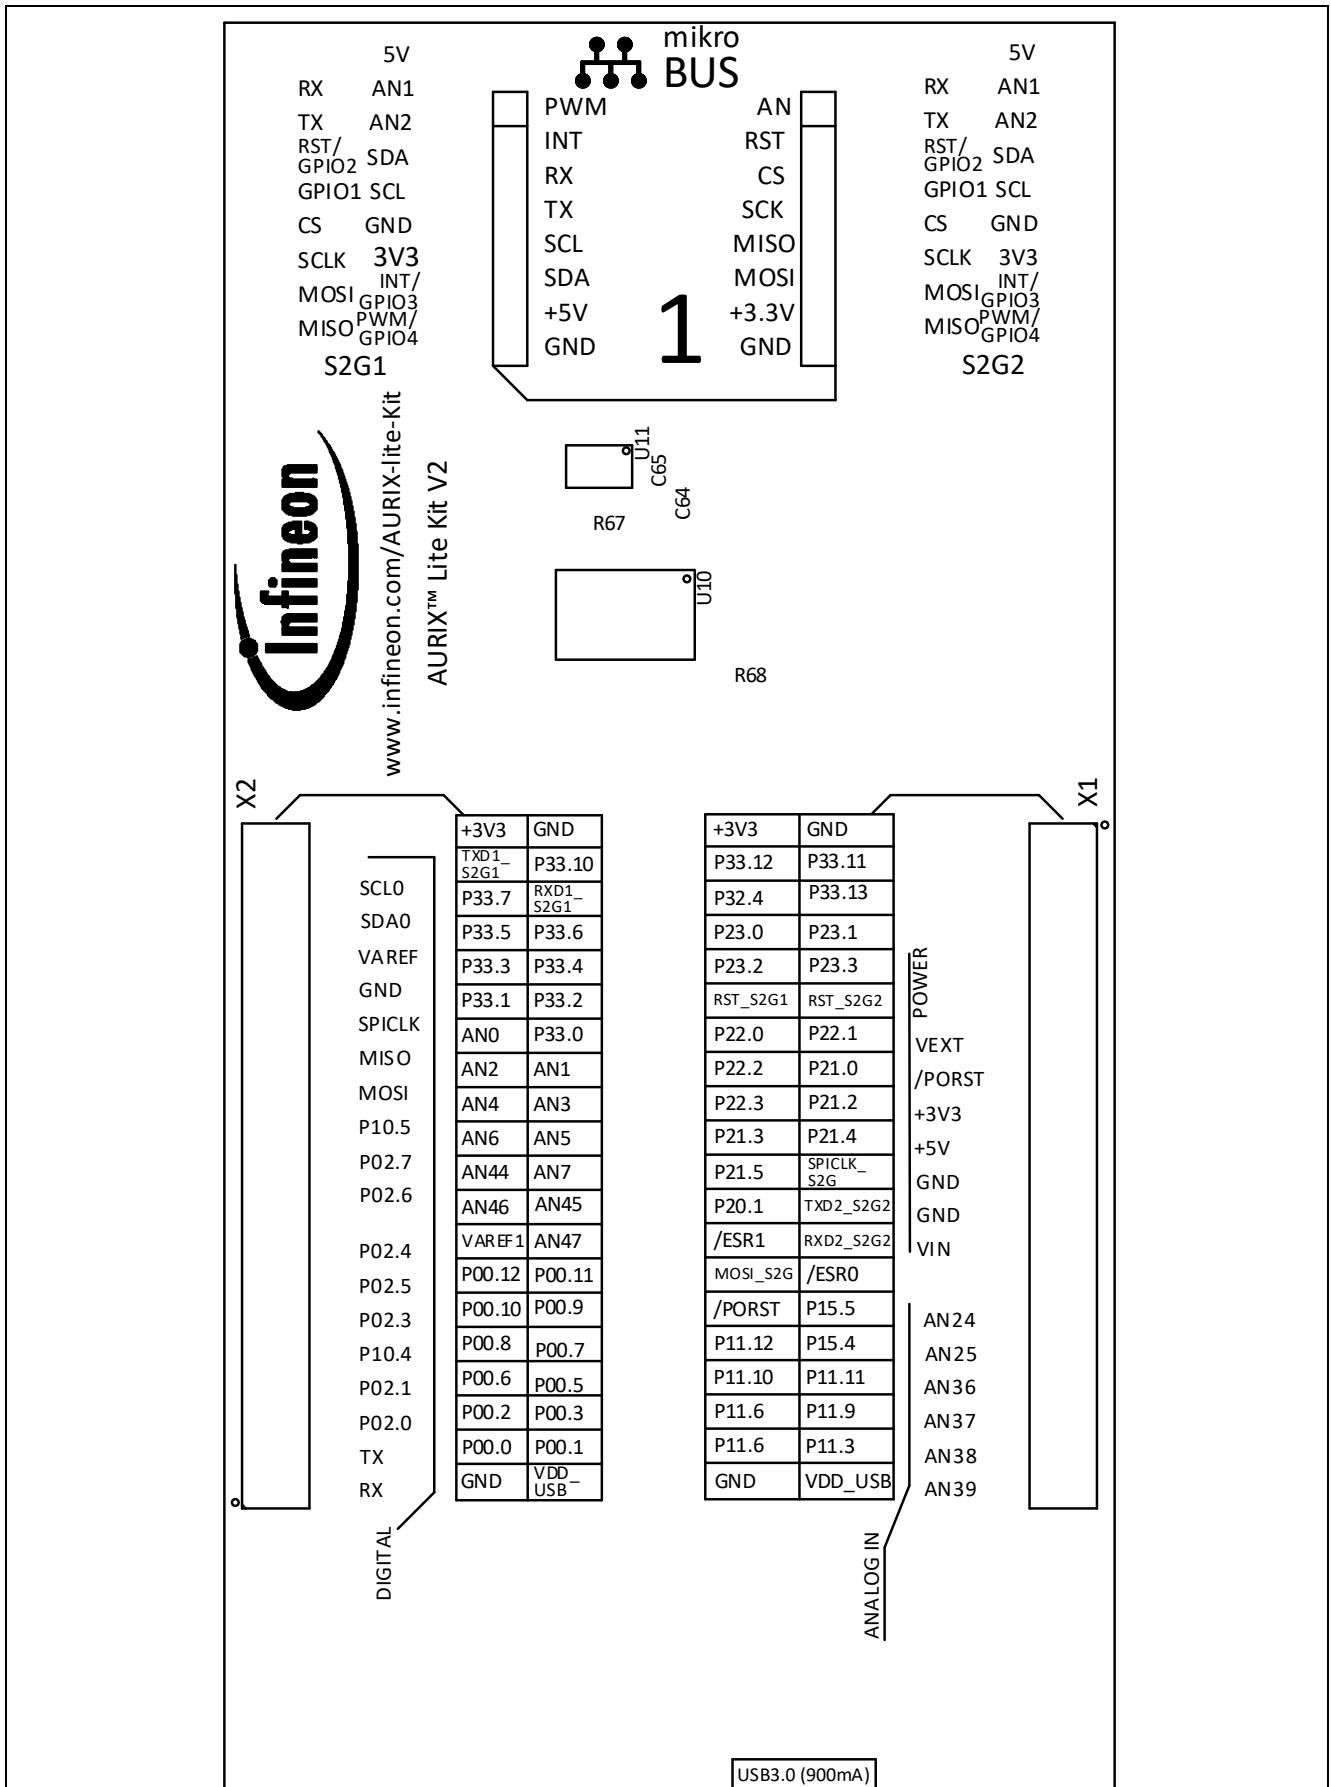 mikro
BUS
5V
RX AN1
TX AN2
RST/
GPIO2 SDA
GPIO1 SCL
CS GND
SCLK 3V3
MOSI INT/
GPIO3
MISO PWM/
GPIO4
S2G1
PWM AN
INT RST
RX CS
TX SCK
SCL MISO
SDA MOSI
+5V +3.3V
GND GND
1
5V
RX AN1
TX AN2
RST/
GPIO2 SDA
GPIO1 SCL
CS GND
SCLK 3V3
MOSI INT/
GPIO3
MISO PWM/
GPIO4
S2G2
infineon
www.infineon.com/AURIX-lite-Kit
AURIX™ Lite Kit V2
U11
C65
C64
R67
U10
R68
X2
X1
SCL0
SDA0
VAREF
GND
SPICLK
MISO
MOSI
P10.5
P02.7
P02.6
P02.4
P02.5
P02.3
P10.4
P02.1
P02.0
TX
RX
DIGITAL
+3V3 GND
TXD1_
S2G1 P33.10
P33.7 RXD1_
S2G1
P33.5 P33.6
P33.3 P33.4
P33.1 P33.2
AN0 P33.0
AN2 AN1
AN4 AN3
AN6 AN5
AN44 AN7
AN46 AN45
VAREF1 AN47
P00.12 P00.11
P00.10 P00.9
P00.8 P00.7
P00.6 P00.5
P00.2 P00.3
P00.0 P00.1
GND VDD_
USB
+3V3 GND
P33.12 P33.11
P32.4 P33.13
P23.0 P23.1
P23.2 P23.3
RST_S2G1 RST_S2G2
P22.0 P22.1
P22.2 P21.0
P22.3 P21.2
P21.3 P21.4
P21.5 SPICLK_
S2G
P20.1 TXD2_S2G2
/ESR1 RXD2_S2G2
MOSI_S2G /ESR0
/PORST P15.5
P11.12 P15.4
P11.10 P11.11
P11.6 P11.9
P11.6 P11.3
GND VDD_USB
POWER
VEXT
/PORST
+3V3
+5V
GND
GND
VIN
AN24
AN25
AN36
AN37
AN38
AN39
ANALOG IN
USB3.0 (900mA)